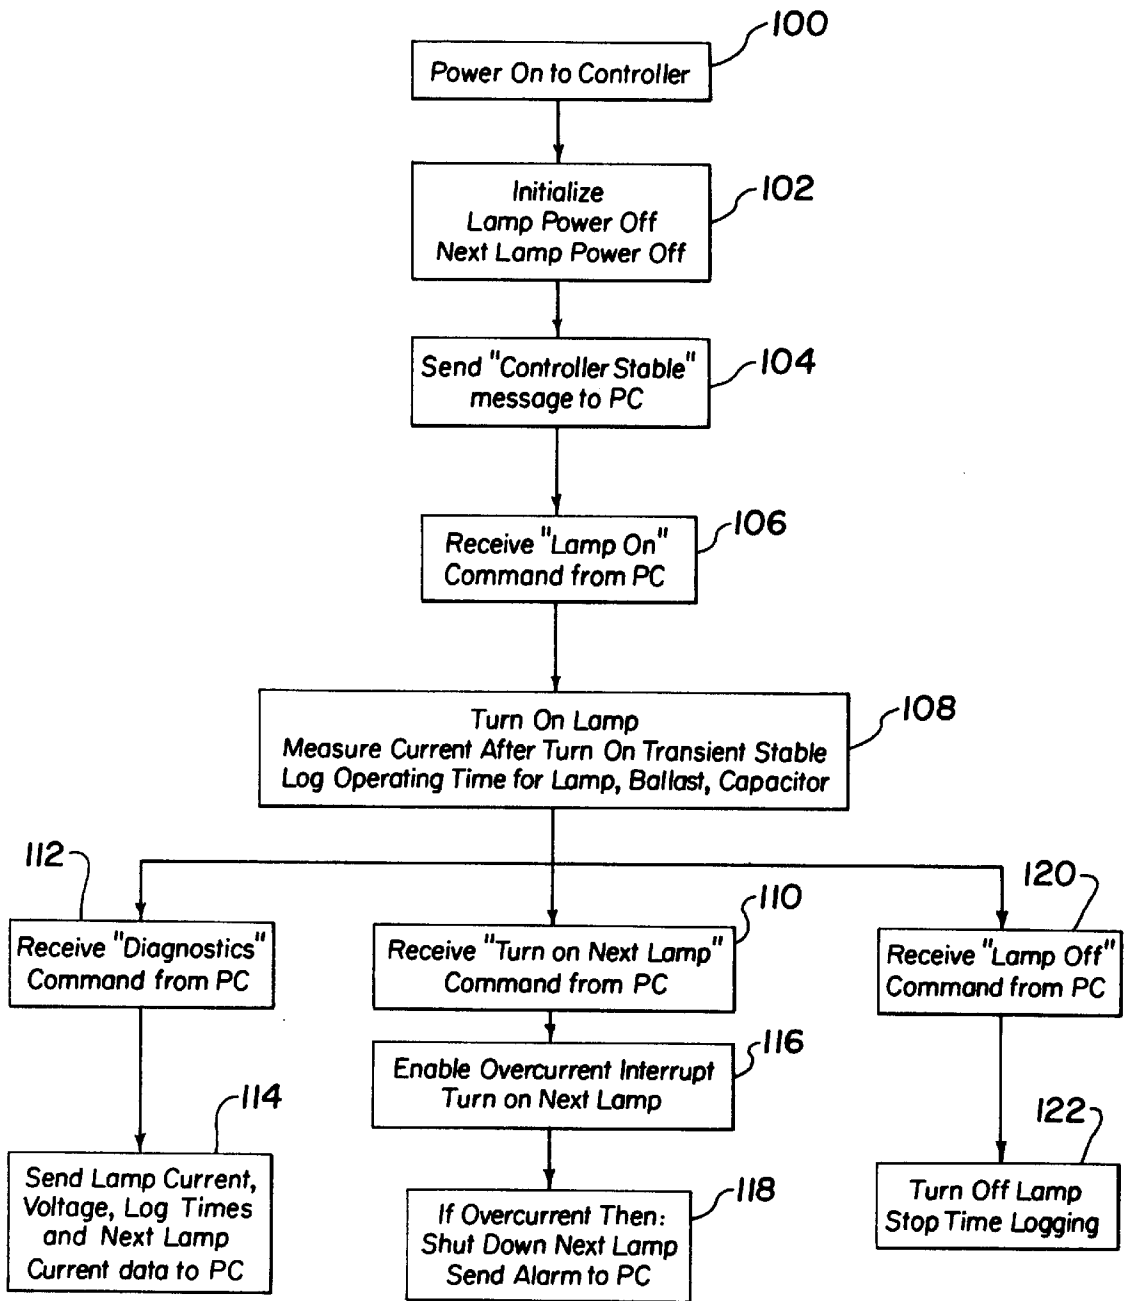 100
Power On to Controller
102
Initialize
Lamp Power Off
Next Lamp Power Off
104
Send "Controller Stable"
message to PC
106
Receive "Lamp On"
Command from PC
108
Turn On Lamp
Measure Current After Turn On Transient Stable
Log Operating Time for Lamp, Ballast, Capacitor
112
Receive "Diagnostics"
Command from PC
114
Send Lamp Current,
Voltage, Log Times
and Next Lamp
Current data to PC
110
Receive "Turn on Next Lamp"
Command from PC
116
Enable Overcurrent Interrupt
Turn on Next Lamp
118
If Overcurrent Then:
Shut Down Next Lamp
Send Alarm to PC
120
Receive "Lamp Off"
Command from PC
122
Turn Off Lamp
Stop Time Logging